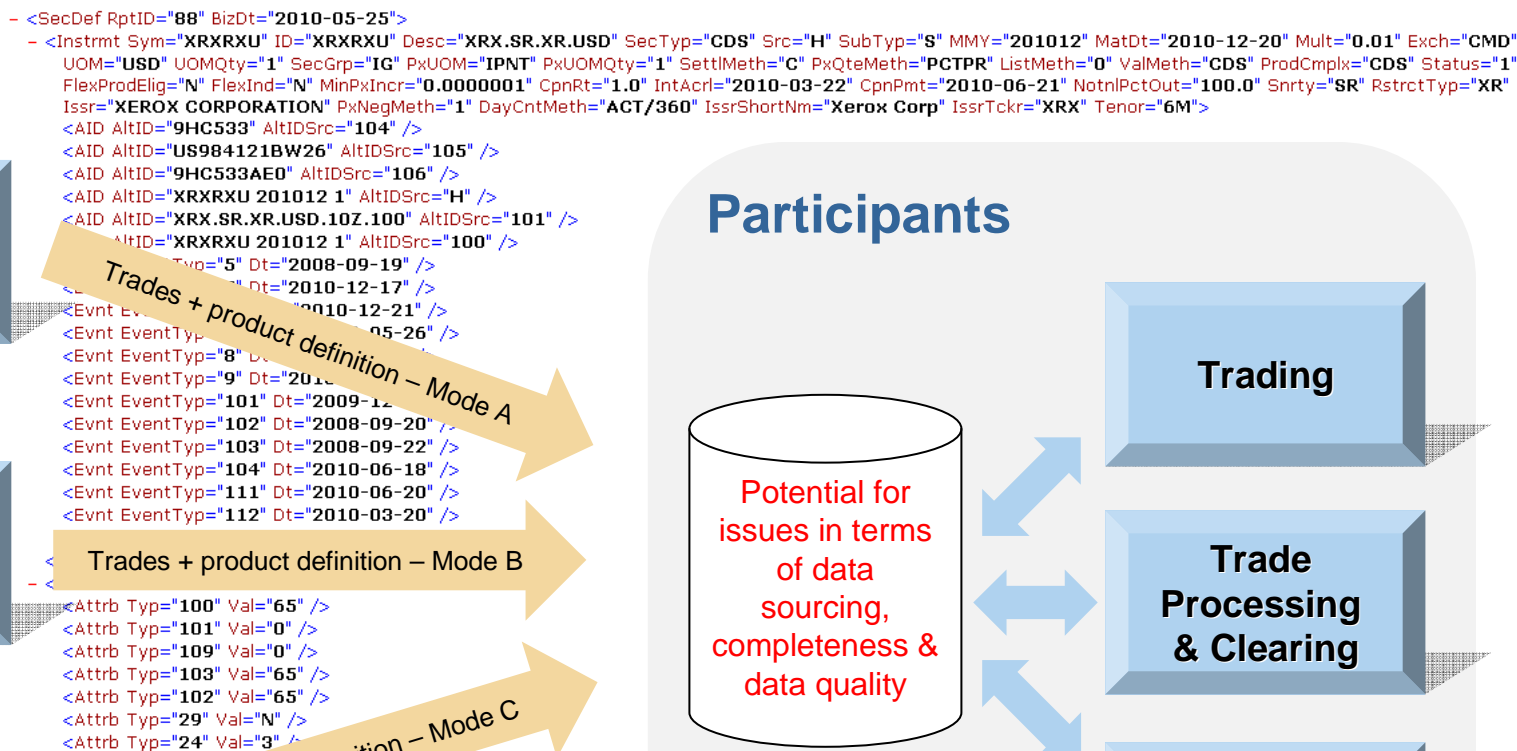 - <SecDef RptID="88" BizDt="2010-05-25">
- <Instrmt Sym="XRXRXU" ID="XRXRXU" Desc="XRX.SR.XR.USD" SecTyp="CDS" Src="H" SubTyp="S" MMY="201012" MatDt="2010-12-20" Mult="0.01" Exch="CMD"
UOM="USD" UOMQty="1" SecGrp="IG" PxUOM="IPNT" PxUOMQty="1" SettlMeth="C" PxQteMeth="PCTPR" ListMeth="0" ValMeth="CDS" ProdCmplx="CDS" Status="1"
FlexProdElig="N" FlexInd="N" MinPxIncr="0.0000001" CpnRt="1.0" IntAcrl="2010-03-22" CpnPmt="2010-06-21" NotnlPctOut="100.0" Snrty="SR" RstrctTyp="XR"
Issr="XEROX CORPORATION" PxNegMeth="1" DayCntMeth="ACT/360" IssrShortNm="Xerox Corp" IssrTckr="XRX" Tenor="6M">
<AID AltID="9HC533" AltIDSrc="104" />
<AID AltID="US984121BW26" AltIDSrc="105" />
<AID AltID="9HC533AE0" AltIDSrc="106" />
<AID AltID="XRXRXU 201012 1" AltIDSrc="H" />
<AID AltID="XRX.SR.XR.USD.10Z.100" AltIDSrc="101" />
AltID="XRXRXU 201012 1" AltIDSrc="100" />
="5" Dt="2008-09-19" />
Dt="2010-12-17" />
<Evnt 10-12-21" />
<Evnt EventTyp 05-26" />
<Evnt EventTyp="8"
<Evnt EventTyp="9" Dt="201
<Evnt EventTyp="101" Dt="2009-12
<Evnt EventTyp="102" Dt="2008-09-20" />
<Evnt EventTyp="103" Dt="2008-09-22" />
<Evnt EventTyp="104" Dt="2010-06-18" />
<Evnt EventTyp="111" Dt="2010-06-20" />
<Evnt EventTyp="112" Dt="2010-03-20" />
Trades + product definition – Mode A
Trades + product definition – Mode B
<Attrb Typ="100" Val="65" />
<Attrb Typ="101" Val="0" />
<Attrb Typ="109" Val="0" />
<Attrb Typ="103" Val="65" />
<Attrb Typ="102" Val="65" />
<Attrb Typ="29" Val="N" />
<Attrb Typ="24" Val="3"
– Mode C
Participants
Potential for
issues in terms
of data
sourcing,
completeness &
data quality
Trading
Trade
Processing
& Clearing